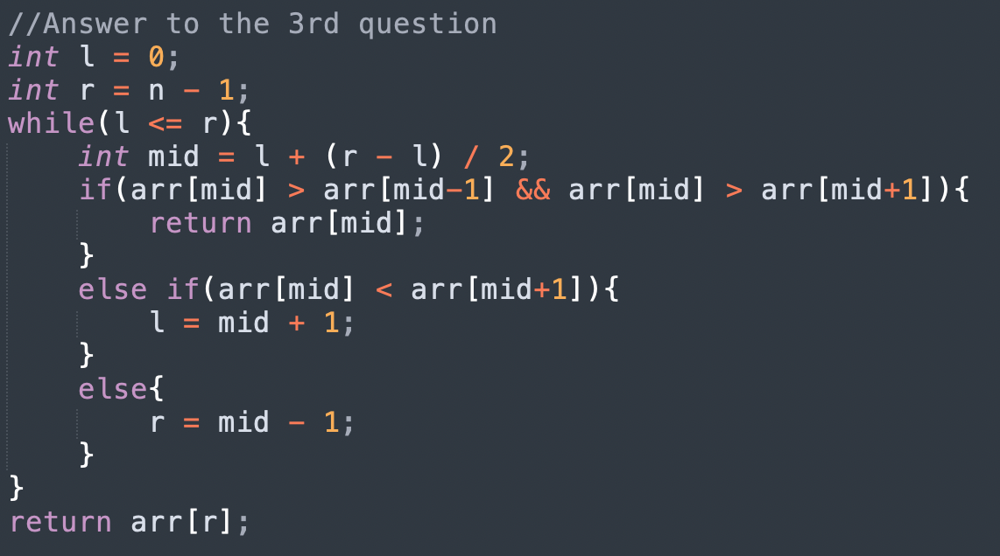 //Answer to the 3rd question
int l = 0;
int r = n - 1;
while(l <= r){
    int mid = l + (r - l) / 2;
    if(arr[mid] > arr[mid-1] && arr[mid] > arr[mid+1]){
        return arr[mid];
    }
    else if(arr[mid] < arr[mid+1]){
        l = mid + 1;
    }
    else{
        r = mid - 1;
    }
}
return arr[r];